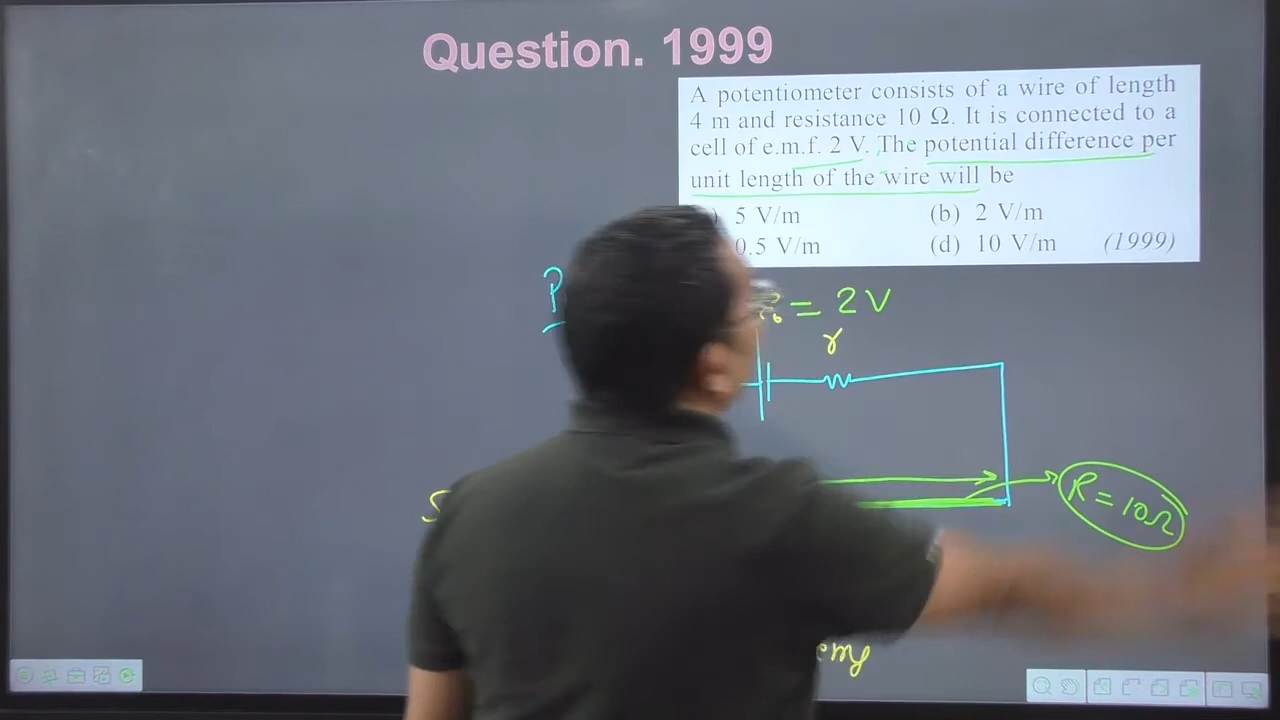 Question. 1999
A potentiometer consists of a wire of length
4 m and resistance 10 Ω. It is connected to a
cell of e.m.f. 2 V. The potential difference per
unit length of the wire will be
) 5 V/m (b) 2 V/m
0.5 V/m (d) 10 V/m (1999)
P
= 2V
r
S
R = 10Ω
emf